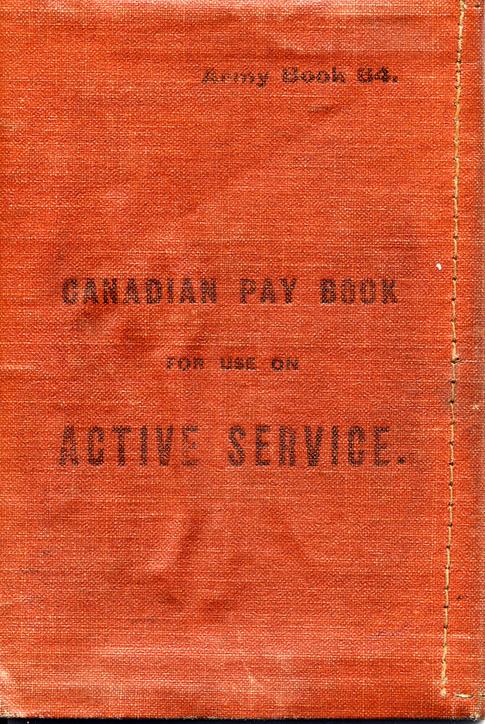 Army Book 64.
CANADIAN PAY BOOK
FOR USE ON
ACTIVE SERVICE.